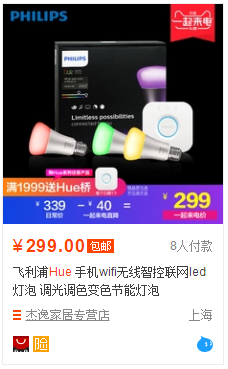 PHILIPS
一起来电
PHILIPS
hue
Limitless possibilities
满1999送Hue桥
¥ 339 - ¥ 40 = ¥ 299
日常价 一起来电直降 一起来电价
¥299.00 包邮 8人付款
飞利浦Hue 手机wifi无线智控联网led
灯泡 调光调色变色节能灯泡
杰逸家居专营店 上海
验